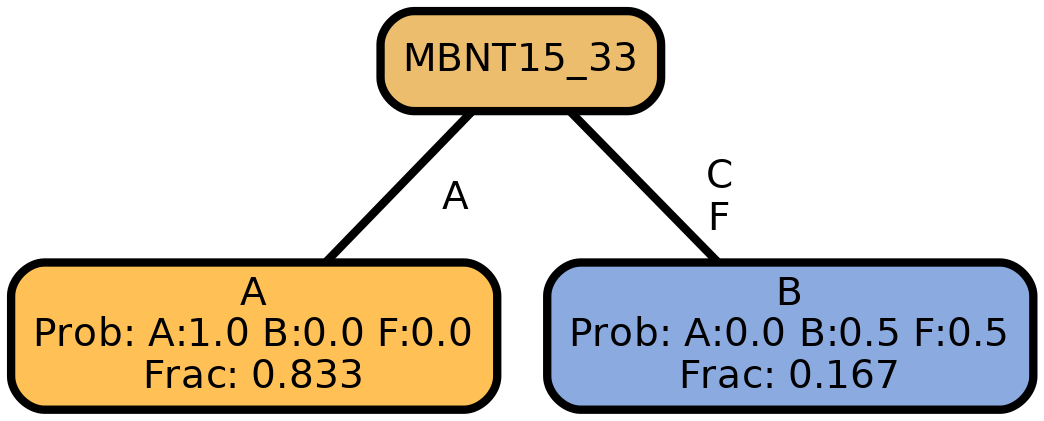 MBNT15_33
A
C
F
A
Prob: A:1.0 B:0.0 F:0.0
Frac: 0.833
B
Prob: A:0.0 B:0.5 F:0.5
Frac: 0.167